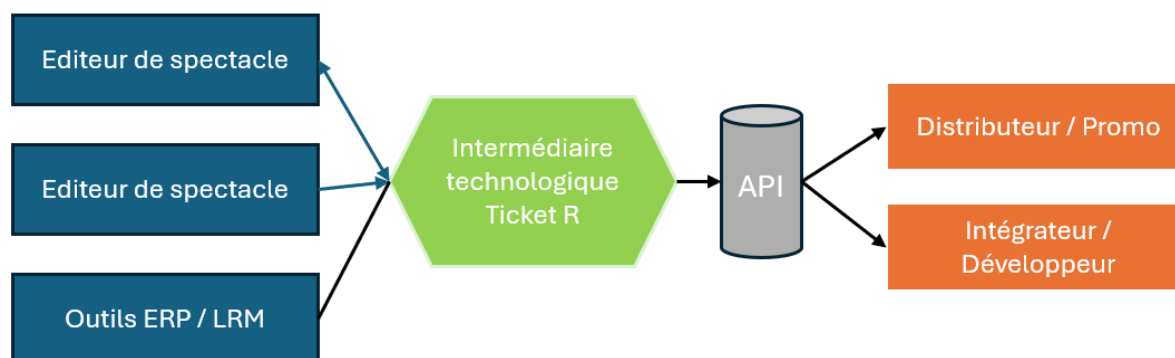 Editeur de spectacle
Editeur de spectacle
Outils ERP / LRM
Intermédiaire
technologique
Ticket R
API
Distributeur / Promo
Intégrateur /
Développeur